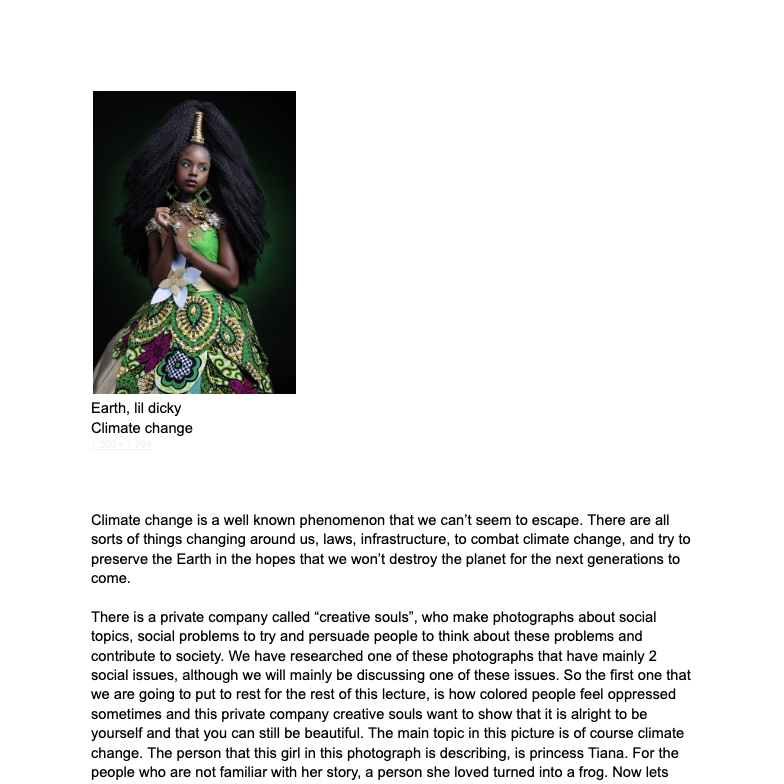 Earth, lil dicky
Climate change
1.200 × 1.799
Climate change is a well known phenomenon that we can’t seem to escape. There are all
sorts of things changing around us, laws, infrastructure, to combat climate change, and try to
preserve the Earth in the hopes that we won’t destroy the planet for the next generations to
come.
There is a private company called “creative souls”, who make photographs about social
topics, social problems to try and persuade people to think about these problems and
contribute to society. We have researched one of these photographs that have mainly 2
social issues, although we will mainly be discussing one of these issues. So the first one that
we are going to put to rest for the rest of this lecture, is how colored people feel oppressed
sometimes and this private company creative souls want to show that it is alright to be
yourself and that you can still be beautiful. The main topic in this picture is of course climate
change. The person that this girl in this photograph is describing, is princess Tiana. For the
people who are not familiar with her story, a person she loved turned into a frog. Now lets